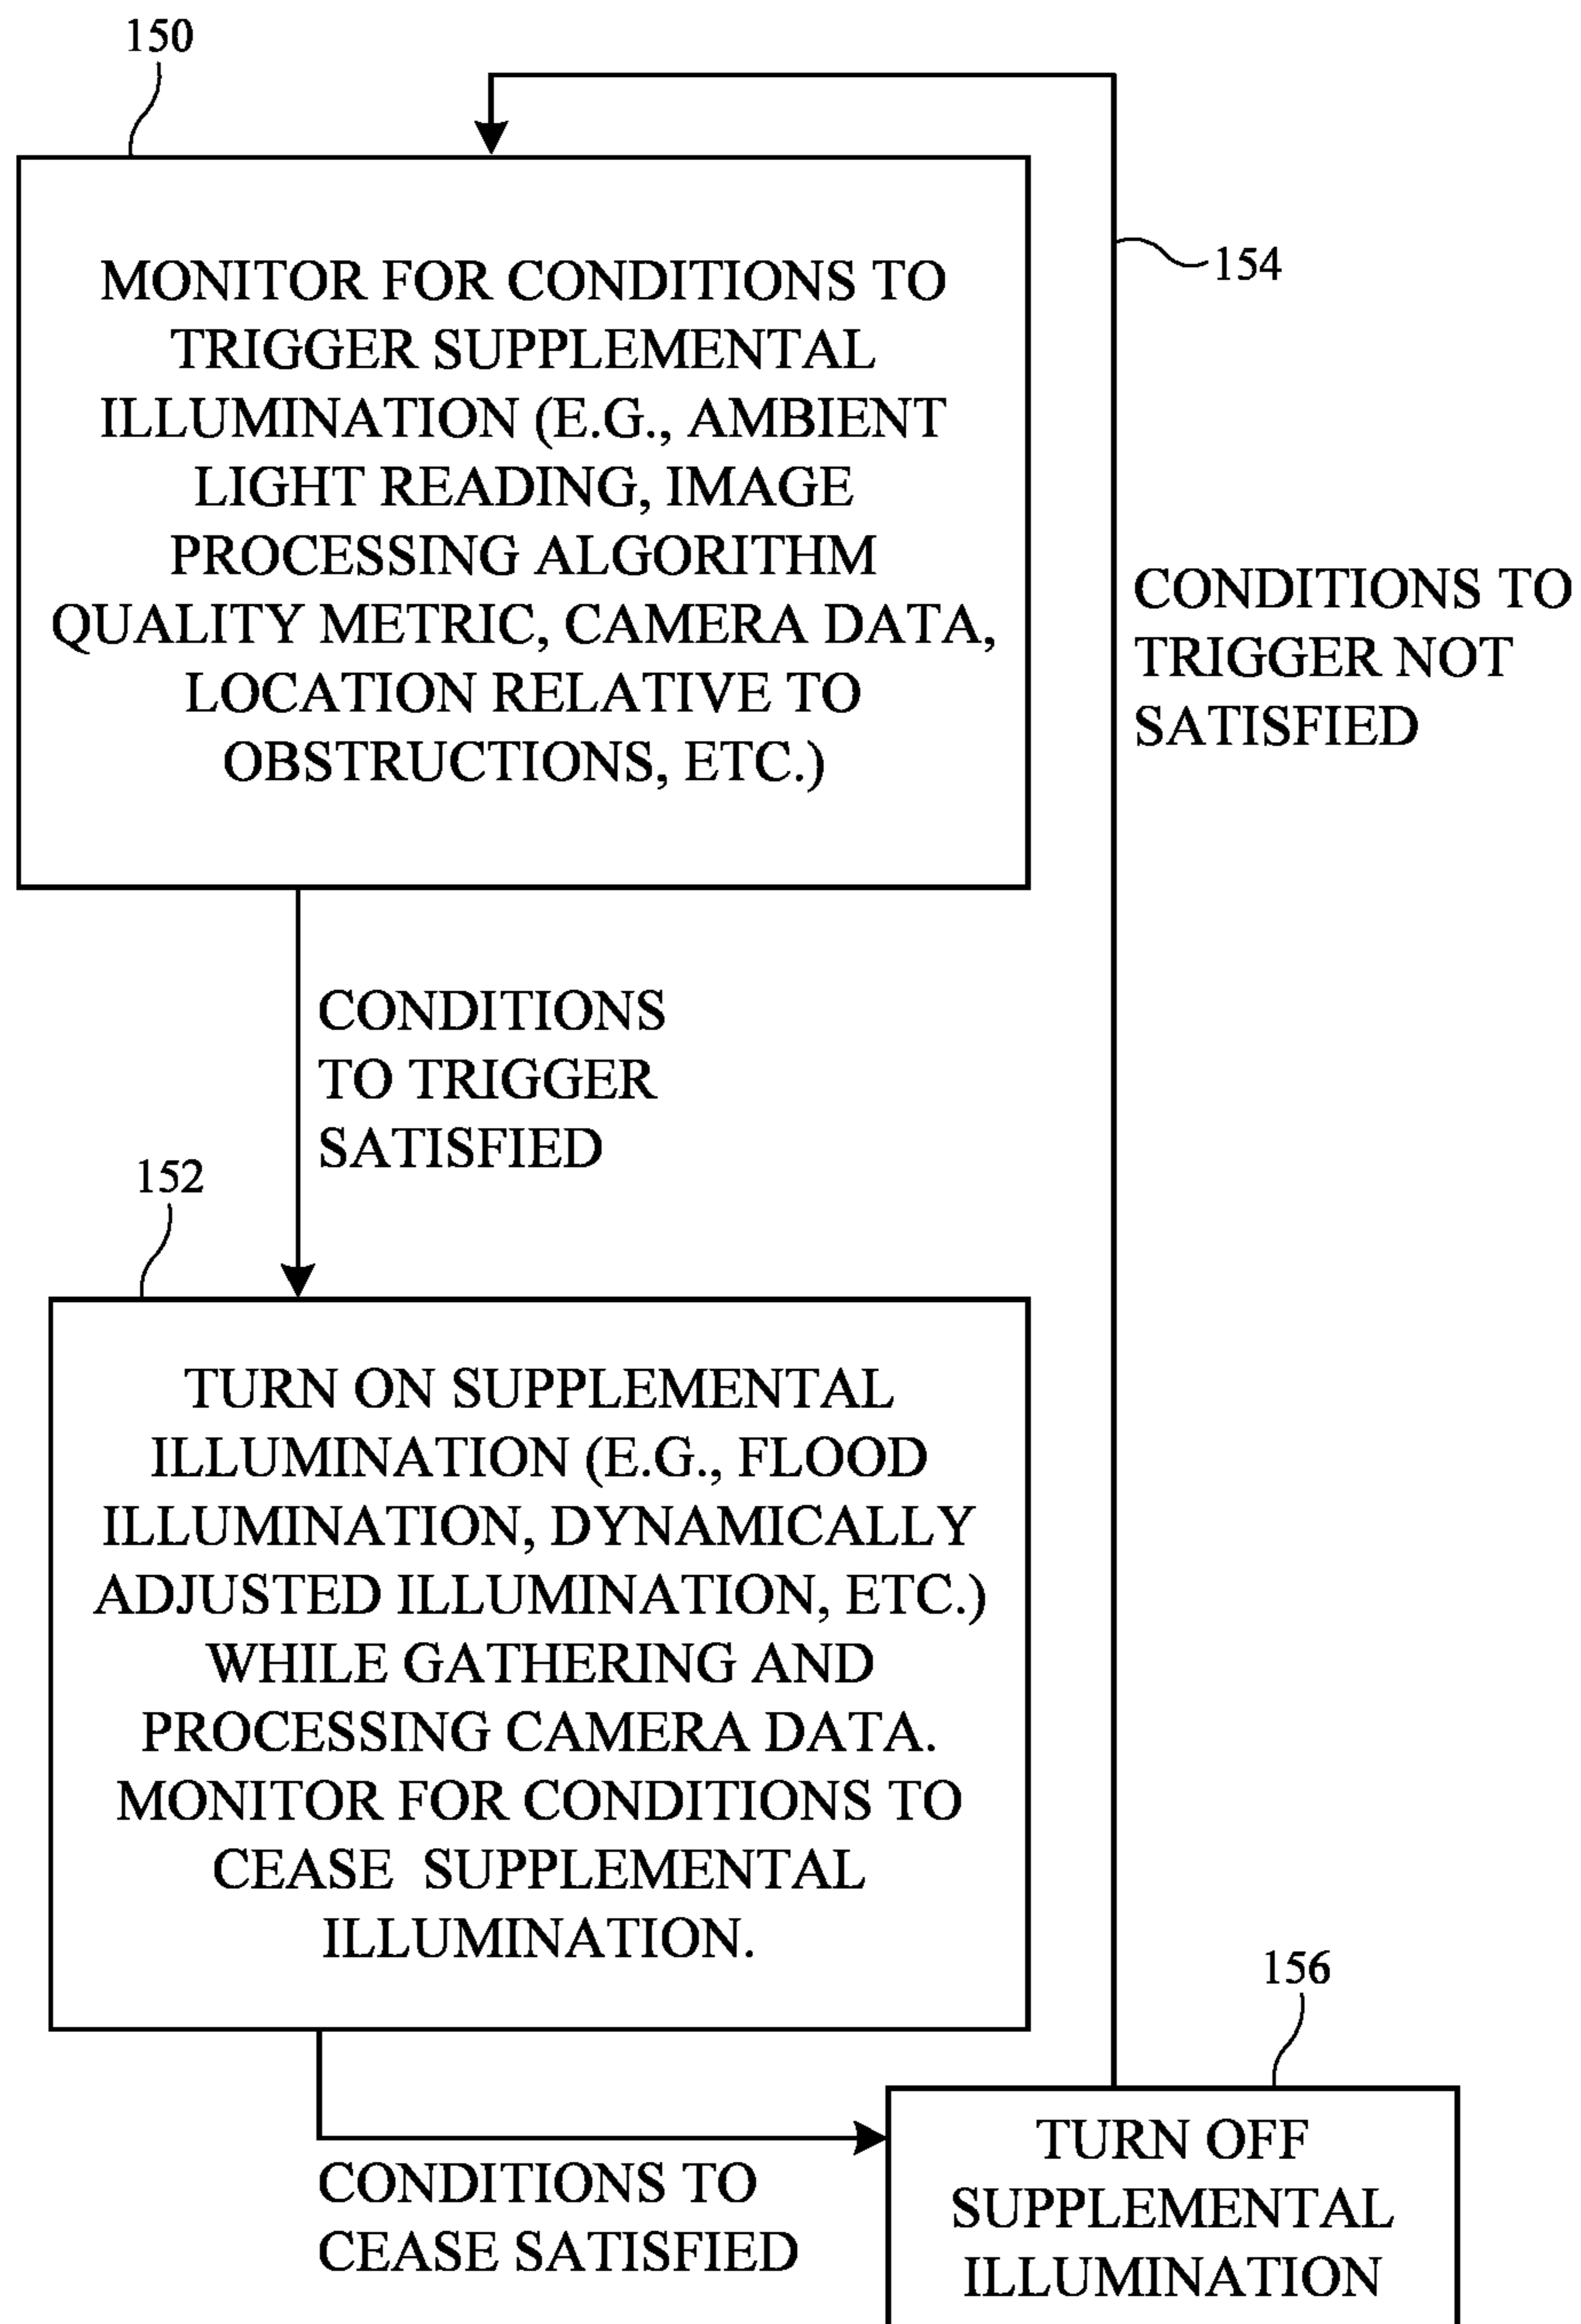 150
MONITOR FOR CONDITIONS TO
TRIGGER SUPPLEMENTAL
ILLUMINATION (E.G., AMBIENT
LIGHT READING, IMAGE
PROCESSING ALGORITHM
QUALITY METRIC, CAMERA DATA,
LOCATION RELATIVE TO
OBSTRUCTIONS, ETC.)
154
CONDITIONS TO
TRIGGER NOT
SATISFIED
CONDITIONS
TO TRIGGER
SATISFIED
152
TURN ON SUPPLEMENTAL
ILLUMINATION (E.G., FLOOD
ILLUMINATION, DYNAMICALLY
ADJUSTED ILLUMINATION, ETC.)
WHILE GATHERING AND
PROCESSING CAMERA DATA.
MONITOR FOR CONDITIONS TO
CEASE SUPPLEMENTAL
ILLUMINATION.
156
CONDITIONS TO
CEASE SATISFIED
TURN OFF
SUPPLEMENTAL
ILLUMINATION